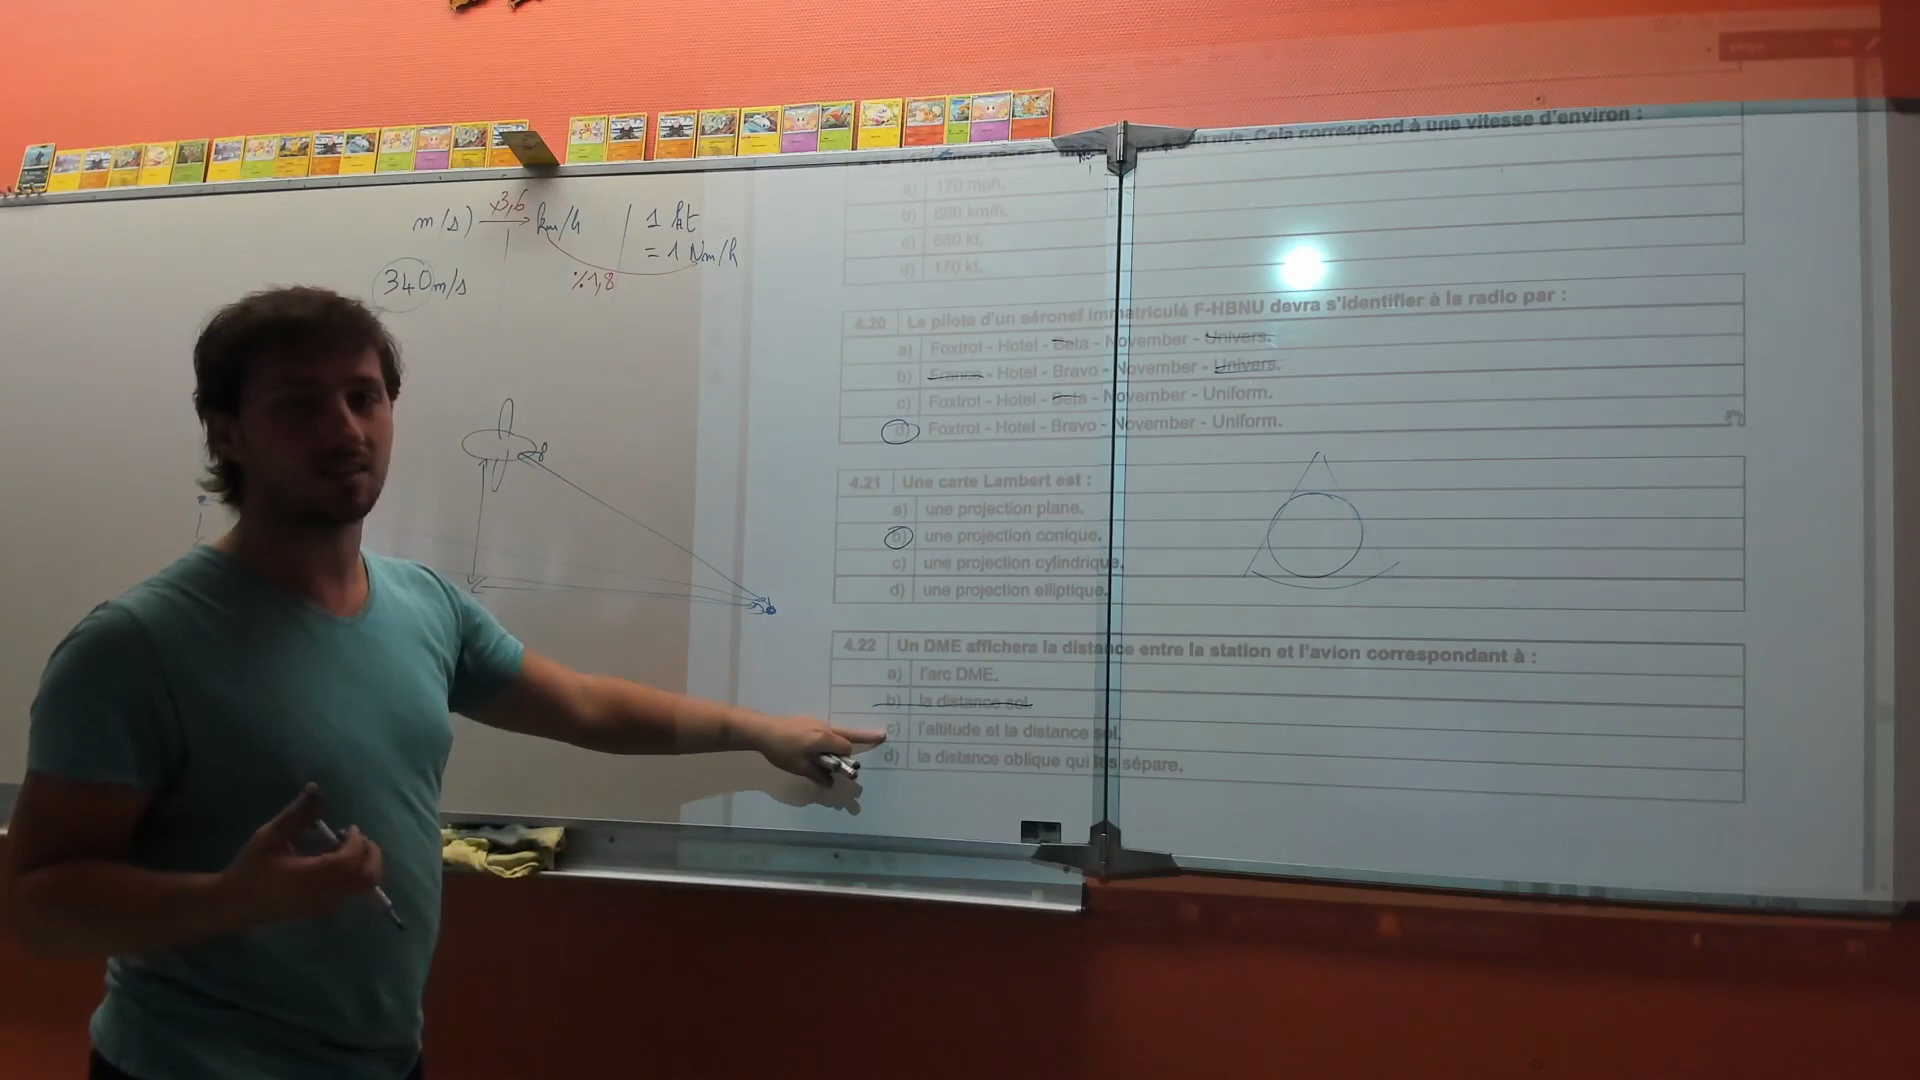 m/s) x3,6 km/h | 1 kt
= 1 Nm/h
340 m/s
%1,8
m/s. Cela correspond à une vitesse d'environ :
a) 170 mph.
b) 680 km/h.
c) 680 kt.
d) 170 kt.
4.20 Le pilote d'un aéronef immatriculé F-HBNU devra s'identifier à la radio par :
a) Foxtrot - Hotel - Beta - November - Univers.
b) France - Hotel - Bravo - November - Univers.
c) Foxtrot - Hotel - Beta - November - Uniform.
d) Foxtrot - Hotel - Bravo - November - Uniform.
4.21 Une carte Lambert est :
a) une projection plane.
b) une projection conique.
c) une projection cylindrique.
d) une projection elliptique.
4.22 Un DME affichera la distance entre la station et l'avion correspondant à :
a) l'arc DME.
b) la distance sol.
c) l'altitude et la distance sol.
d) la distance oblique qui les sépare.